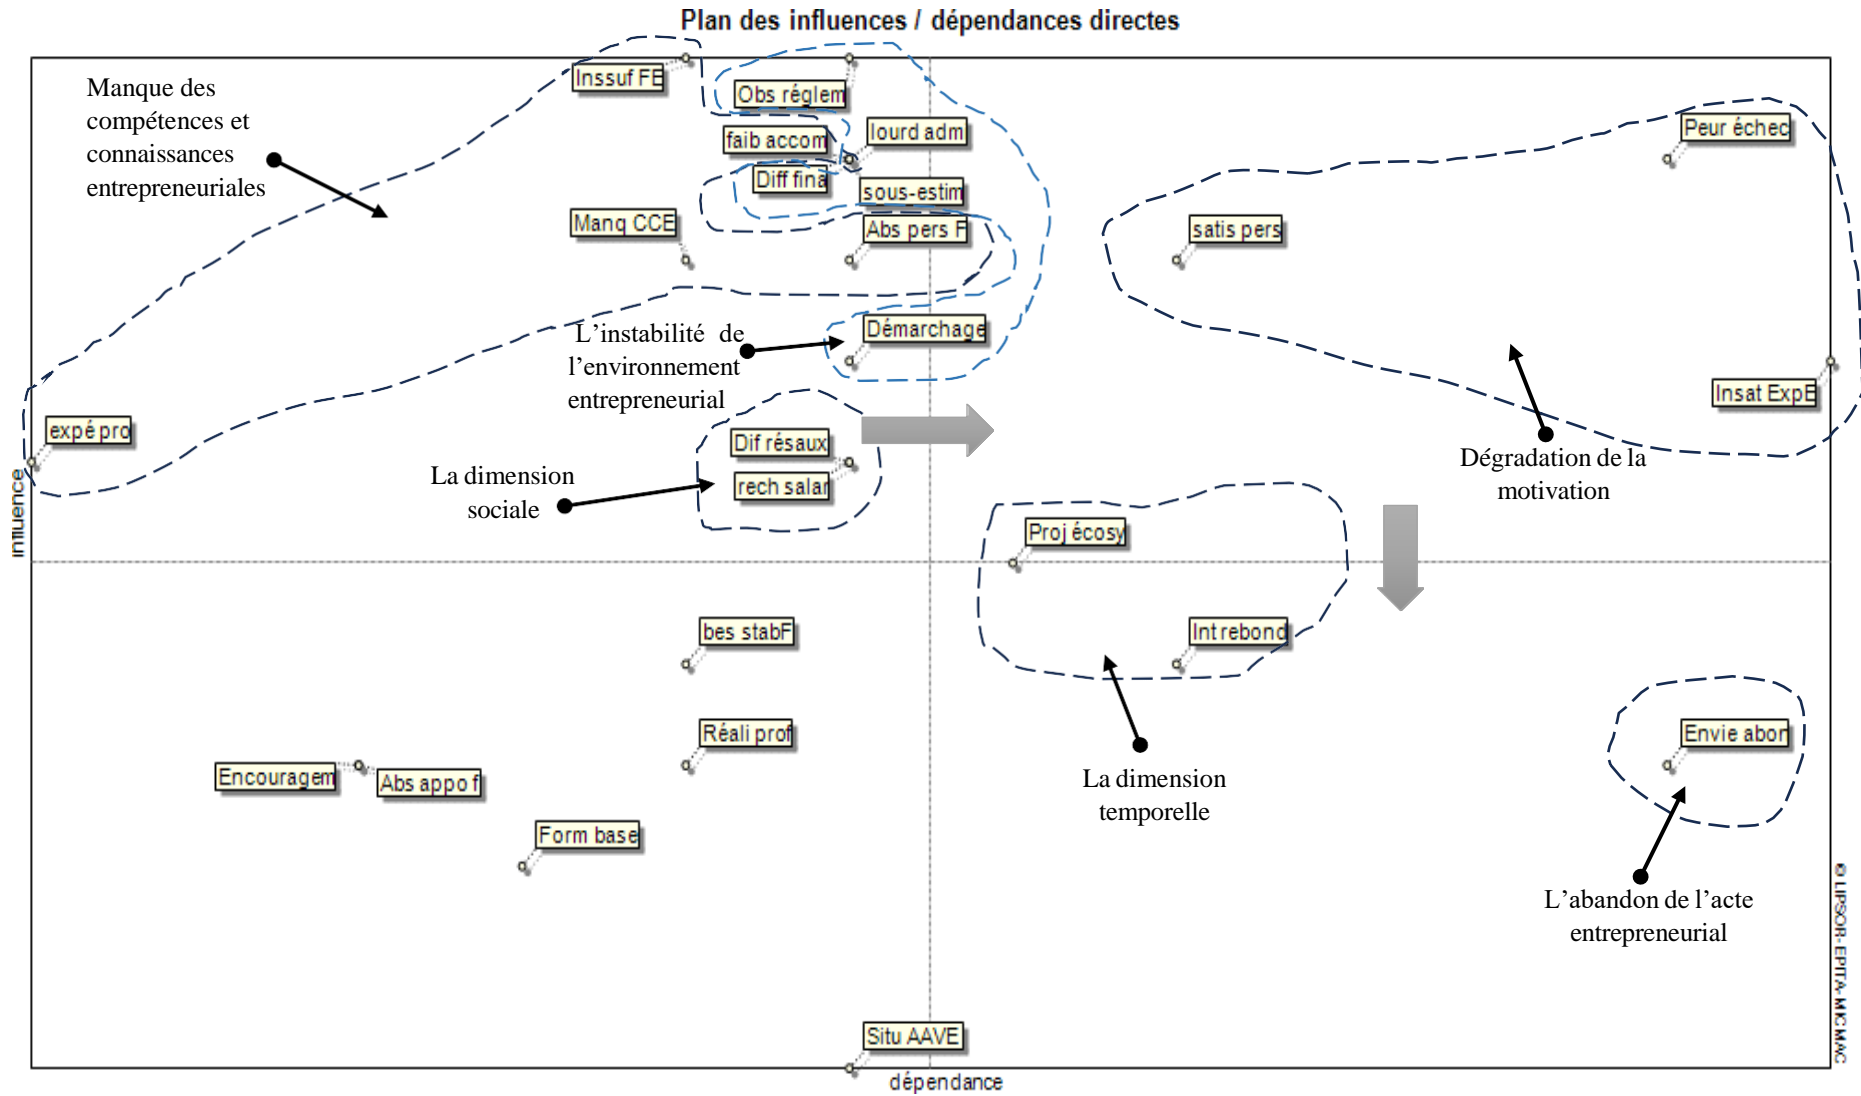 Plan des influences / dépendances directes
Manque des
compétences et
connaissances
entrepreneuriales
Inssuf FE
Obs réglem
faib accom
lourd adm
Diff fina
sous-estim
Manq CCE
Abs pers F
Peur échec
satis pers
Démarchage
L’instabilité de
l’environnement
entrepreneurial
Insat ExpE
expé pro
Dif résaux
rech salar
La dimension
sociale
Dégradation de la
motivation
influence
Proj écosy
Int rebond
bes stabF
Réali prof
Envie abon
Encouragem
Abs appo f
La dimension
temporelle
Form base
L’abandon de l’acte
entrepreneurial
Situ AAVE
dépendance
© LIPSOR-EPITA-MICMAC